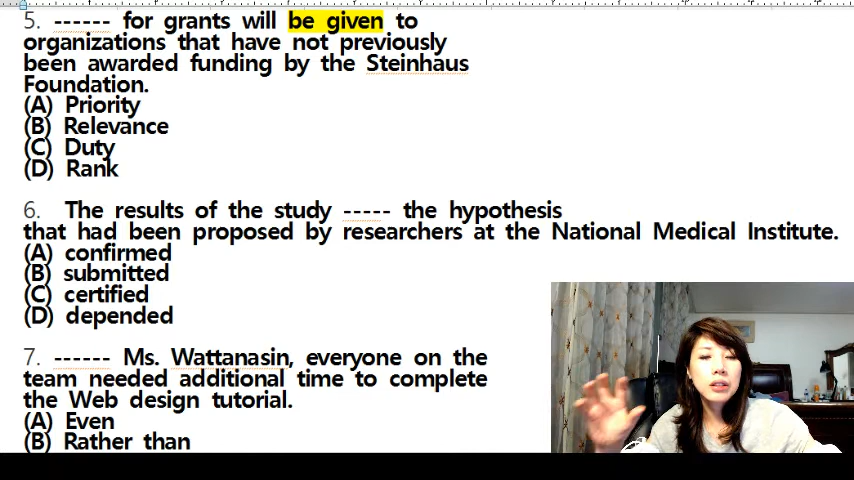 5. ------ for grants will be given to
organizations that have not previously
been awarded funding by the Steinhaus
Foundation.
(A) Priority
(B) Relevance
(C) Duty
(D) Rank
6. The results of the study ----- the hypothesis
that had been proposed by researchers at the National Medical Institute.
(A) confirmed
(B) submitted
(C) certified
(D) depended
7. ------ Ms. Wattanasin, everyone on the
team needed additional time to complete
the Web design tutorial.
(A) Even
(B) Rather than